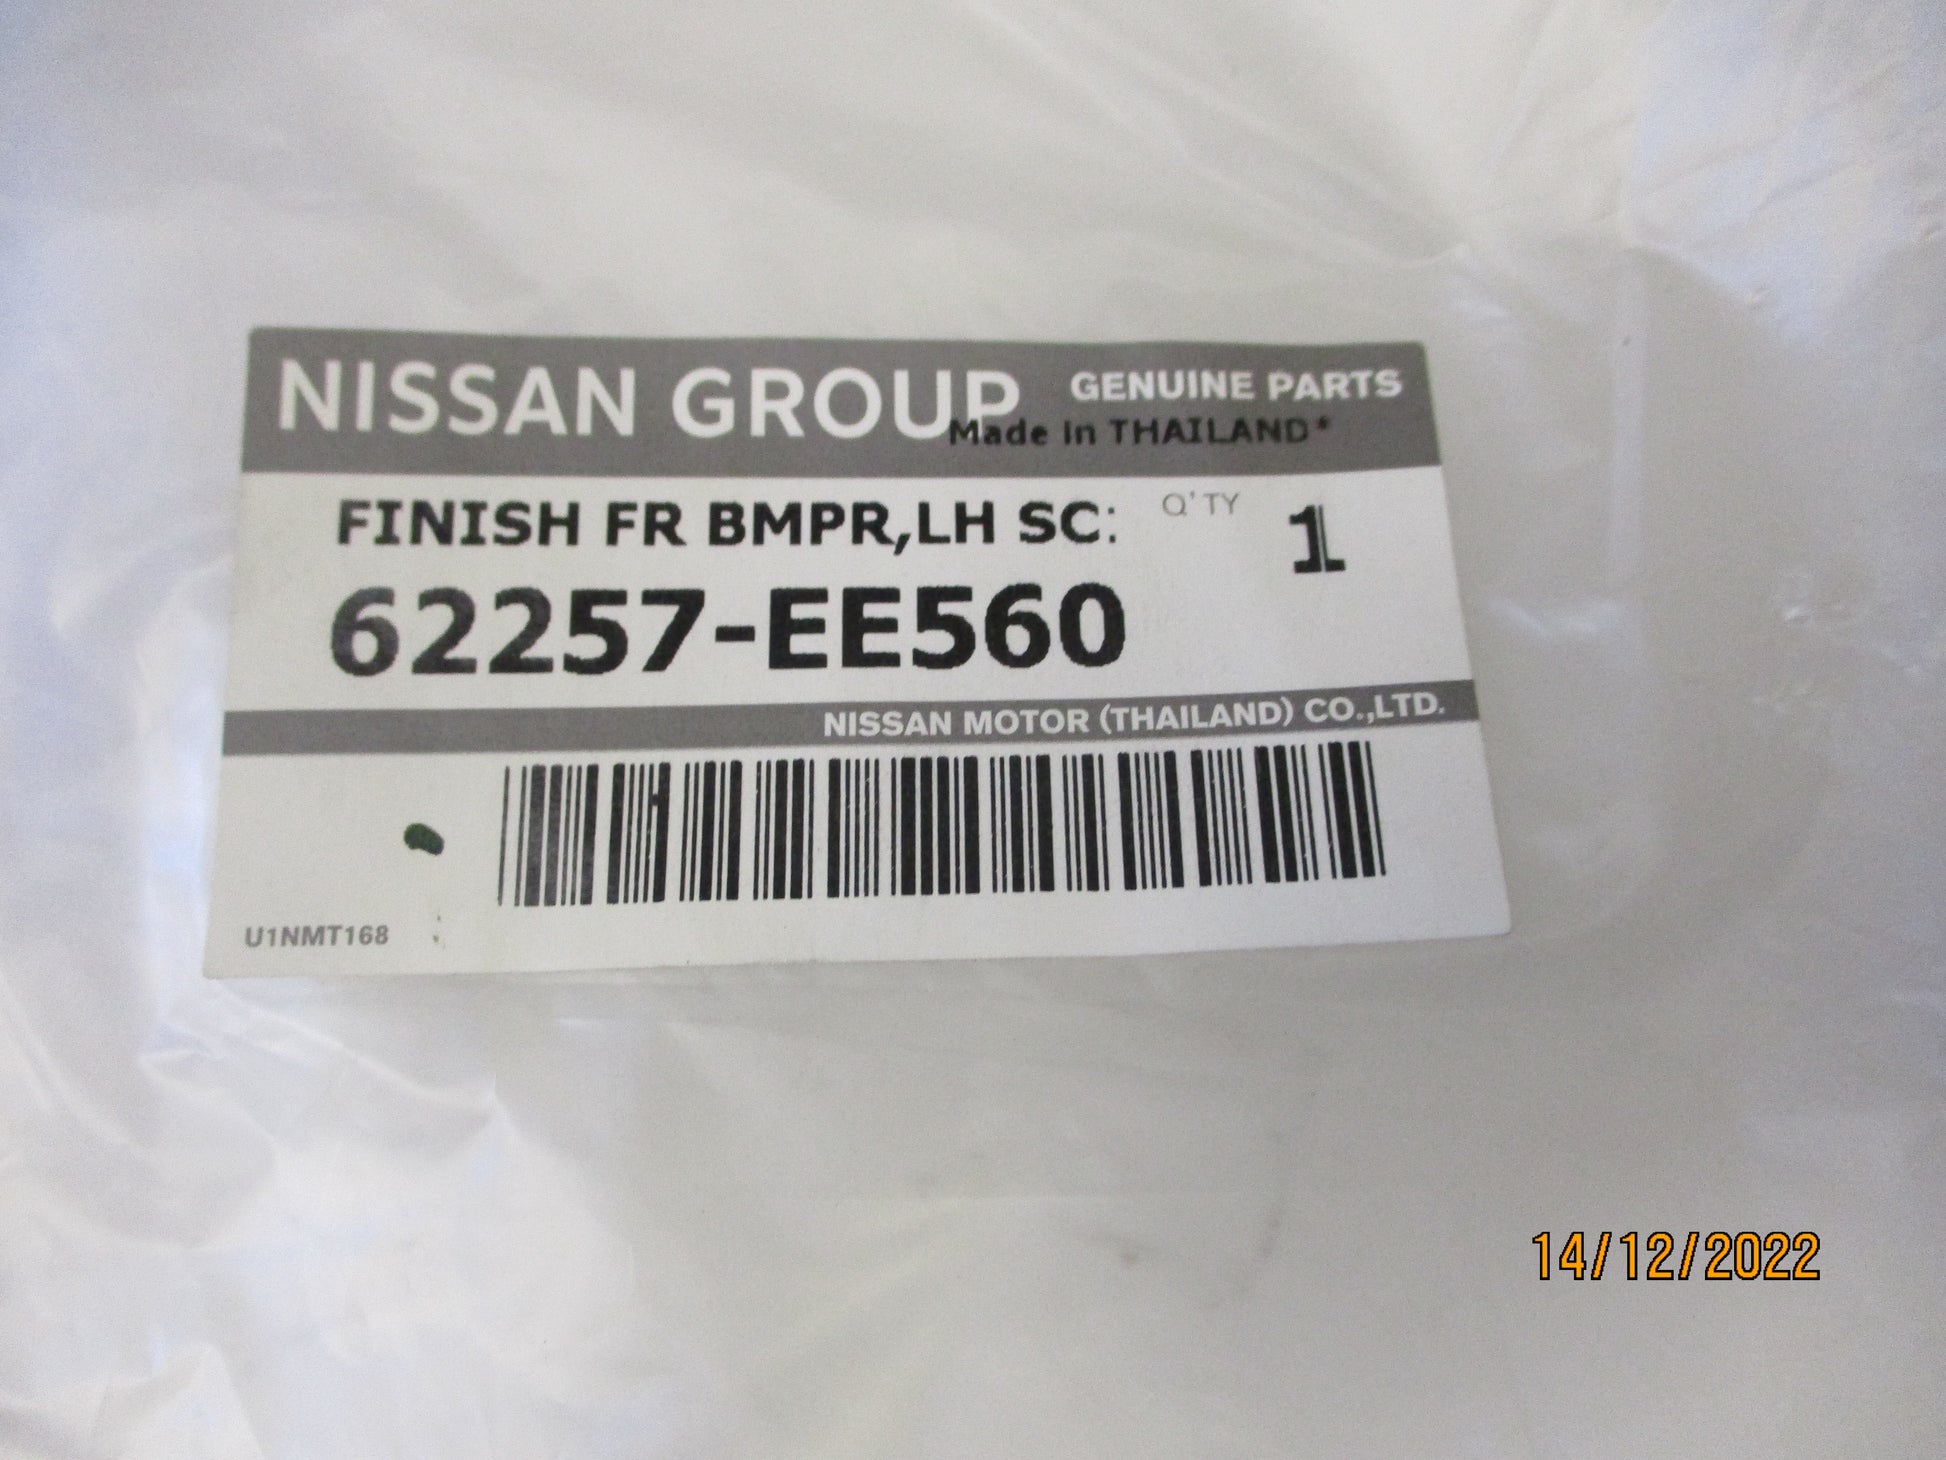 NISSAN GROUP GENUINE PARTS
Made in THAILAND*
FINISH FR BMPR,LH SC: Q'TY 1
62257-EE560
NISSAN MOTOR (THAILAND) CO.,LTD.
U1NMT168
14/12/2022